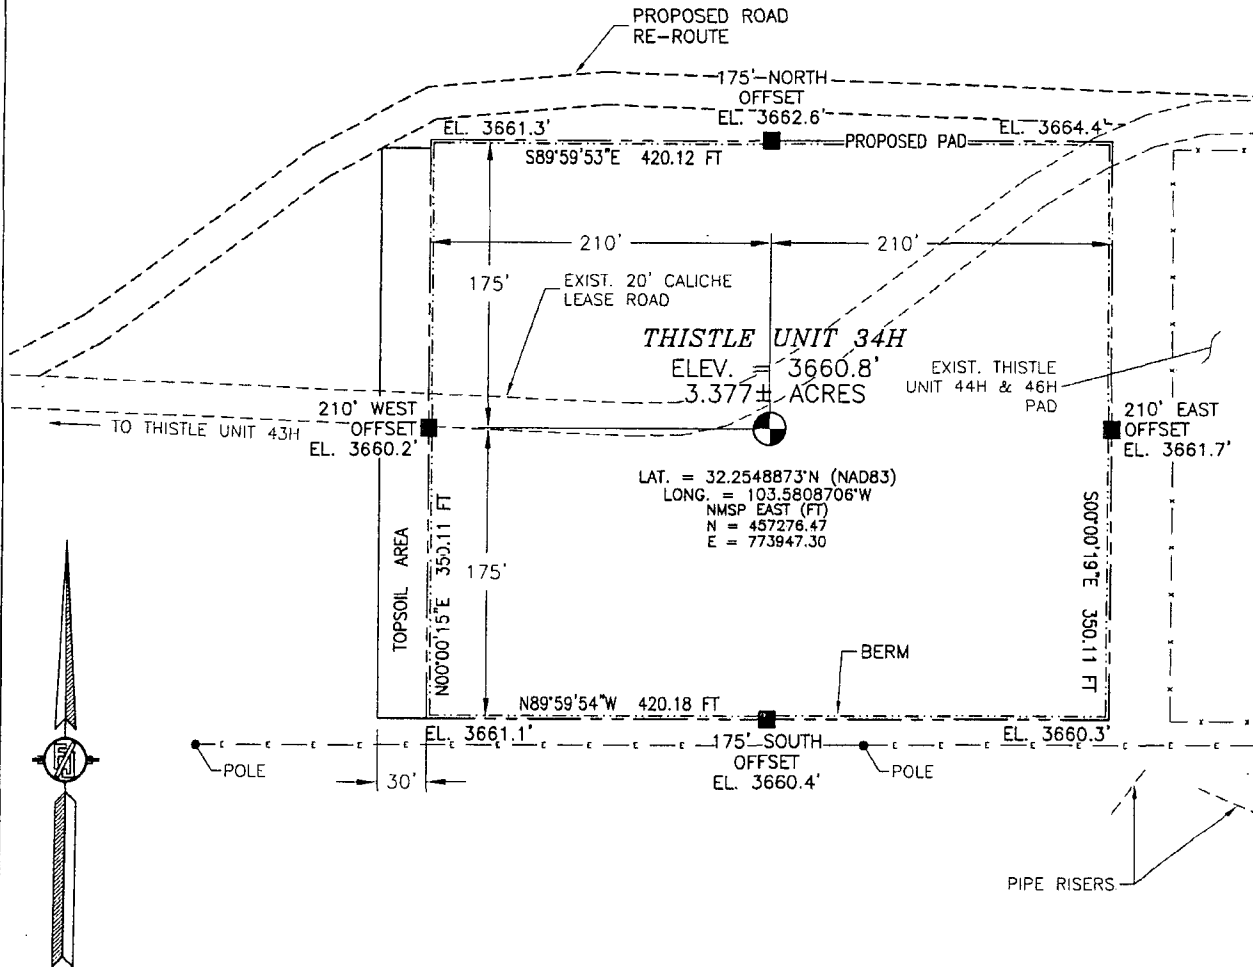 PROPOSED ROAD
RE-ROUTE
175' NORTH
OFFSET
EL. 3662.6'
EL. 3661.3'
EL. 3664.4'
PROPOSED PAD
S89°59'53"E 420.12 FT
210'
210'
175'
EXIST. 20' CALICHE
LEASE ROAD
THISTLE UNIT 34H
ELEV. = 3660.8'
3.377± ACRES
EXIST. THISTLE
UNIT 44H & 46H
PAD
210' WEST
OFFSET
EL. 3660.2'
TO THISTLE UNIT 43H
210' EAST
OFFSET
EL. 3661.7'
LAT. = 32.2548873°N (NAD83)
LONG. = 103.5808706°W
NMSP EAST (FT)
N = 457276.47
E = 773947.30
TOPSOIL AREA
N00°00'15"E 350.11 FT
175'
S00°00'19"E 350.11 FT
BERM
N89°59'54"W 420.18 FT
EL. 3661.1'
EL. 3660.3'
175' SOUTH
OFFSET
EL. 3660.4'
POLE
POLE
30'
PIPE RISERS